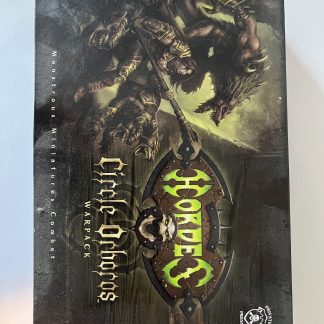 HORDES
Circle Orboros
WARPACK
Monstrous Miniatures Combat